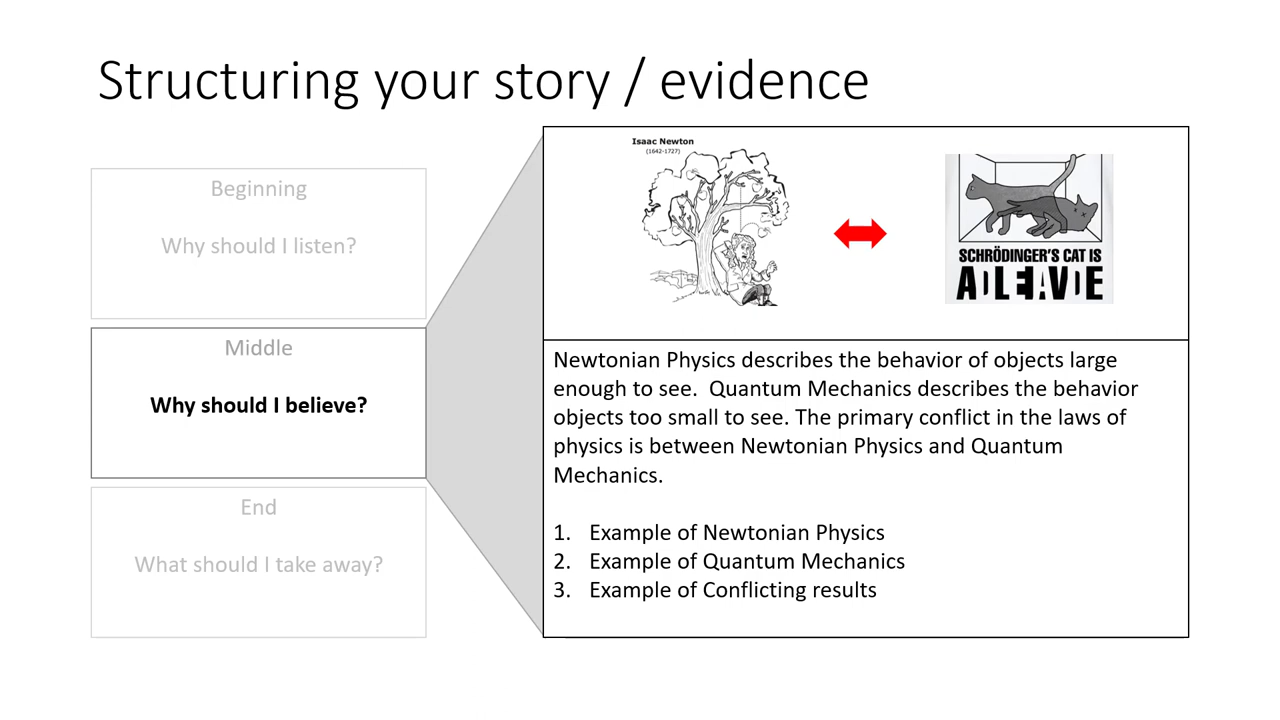 Structuring your story / evidence
Beginning
Why should I listen?
Middle
Why should I believe?
End
What should I take away?
Isaac Newton
(1642-1727)
SCHRÖDINGER'S CAT IS
Newtonian Physics describes the behavior of objects large
enough to see.  Quantum Mechanics describes the behavior
objects too small to see. The primary conflict in the laws of
physics is between Newtonian Physics and Quantum
Mechanics.
1. Example of Newtonian Physics
2. Example of Quantum Mechanics
3. Example of Conflicting results